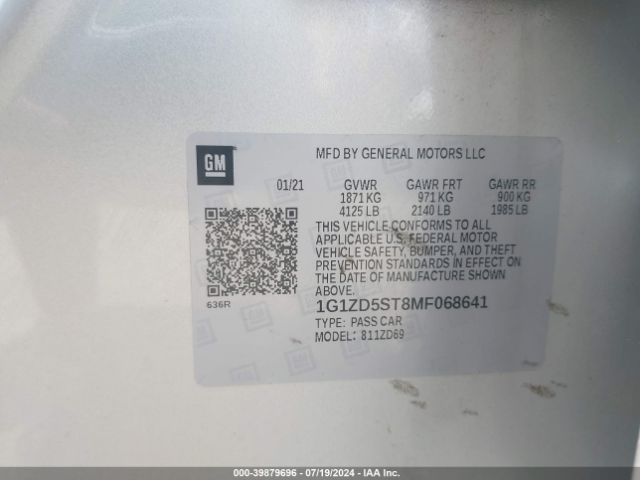 GM
MFD BY GENERAL MOTORS LLC
01/21 GVWR GAWR FRT GAWR RR
1871 KG 971 KG 900 KG
4125 LB 2140 LB 1985 LB
THIS VEHICLE CONFORMS TO ALL
APPLICABLE U.S. FEDERAL MOTOR
VEHICLE SAFETY, BUMPER, AND THEFT
PREVENTION STANDARDS IN EFFECT ON
THE DATE OF MANUFACTURE SHOWN
ABOVE.
636R
1G1ZD5ST8MF068641
TYPE: PASS CAR
MODEL: 811ZD69
000-39879696 - 07/19/2024 - IAA Inc.